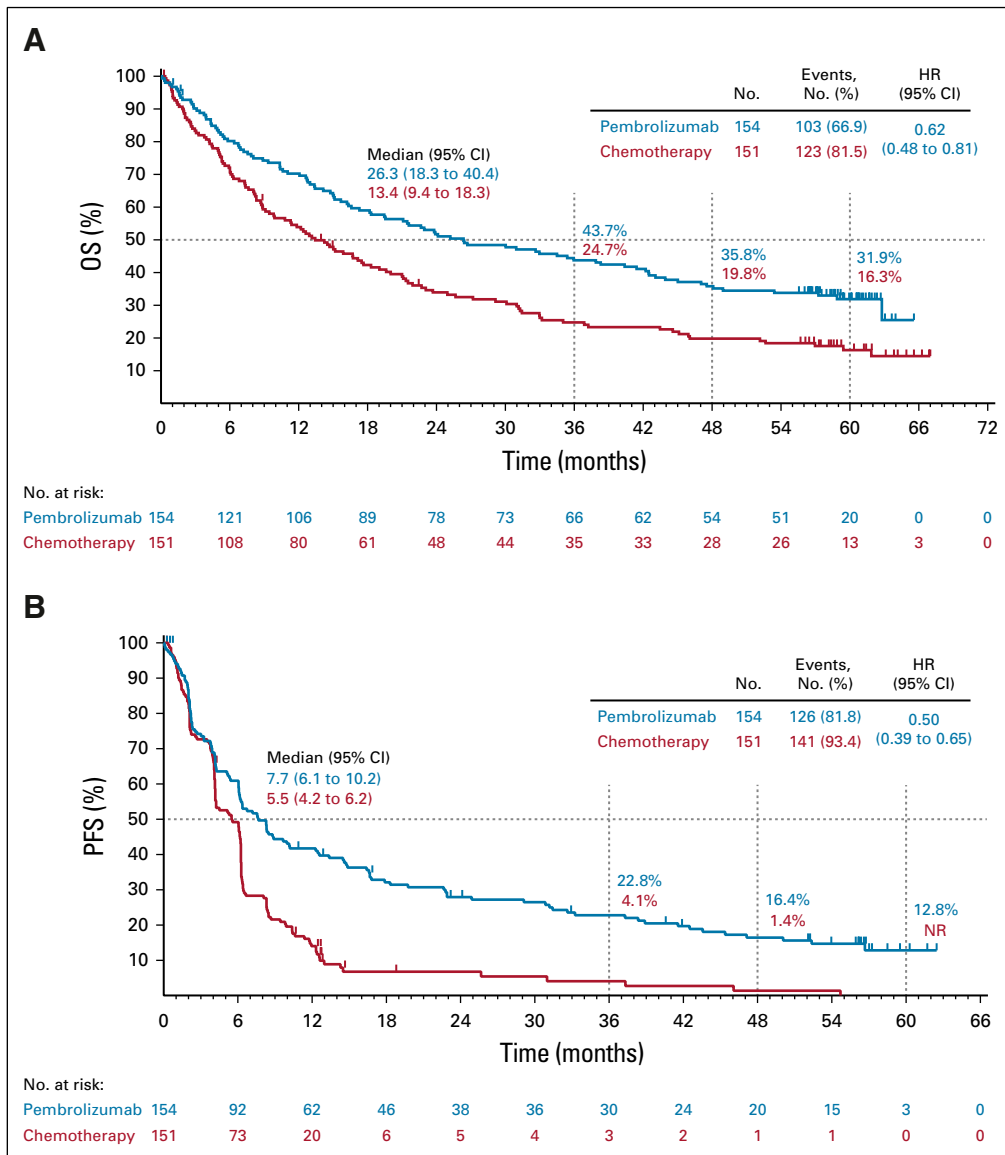 A
100
90
80
70
60
50
40
30
20
10
OS (%)
No.
Events,
No. (%)
HR
(95% CI)
Pembrolizumab 154 103 (66.9) 0.62
(0.48 to 0.81)
Chemotherapy 151 123 (81.5)
Median (95% CI)
26.3 (18.3 to 40.4)
13.4 (9.4 to 18.3)
43.7%
24.7%
35.8%
19.8%
31.9%
16.3%
0 6 12 18 24 30 36 42 48 54 60 66 72
Time (months)
No. at risk:
Pembrolizumab 154 121 106 89 78 73 66 62 54 51 20 0 0
Chemotherapy 151 108 80 61 48 44 35 33 28 26 13 3 0
B
100
90
80
70
60
50
40
30
20
10
PFS (%)
No.
Events,
No. (%)
HR
(95% CI)
Pembrolizumab 154 126 (81.8) 0.50
(0.39 to 0.65)
Chemotherapy 151 141 (93.4)
Median (95% CI)
7.7 (6.1 to 10.2)
5.5 (4.2 to 6.2)
22.8%
4.1%
16.4%
1.4%
12.8%
NR
0 6 12 18 24 30 36 42 48 54 60 66
Time (months)
No. at risk:
Pembrolizumab 154 92 62 46 38 36 30 24 20 15 3 0
Chemotherapy 151 73 20 6 5 4 3 2 1 1 0 0